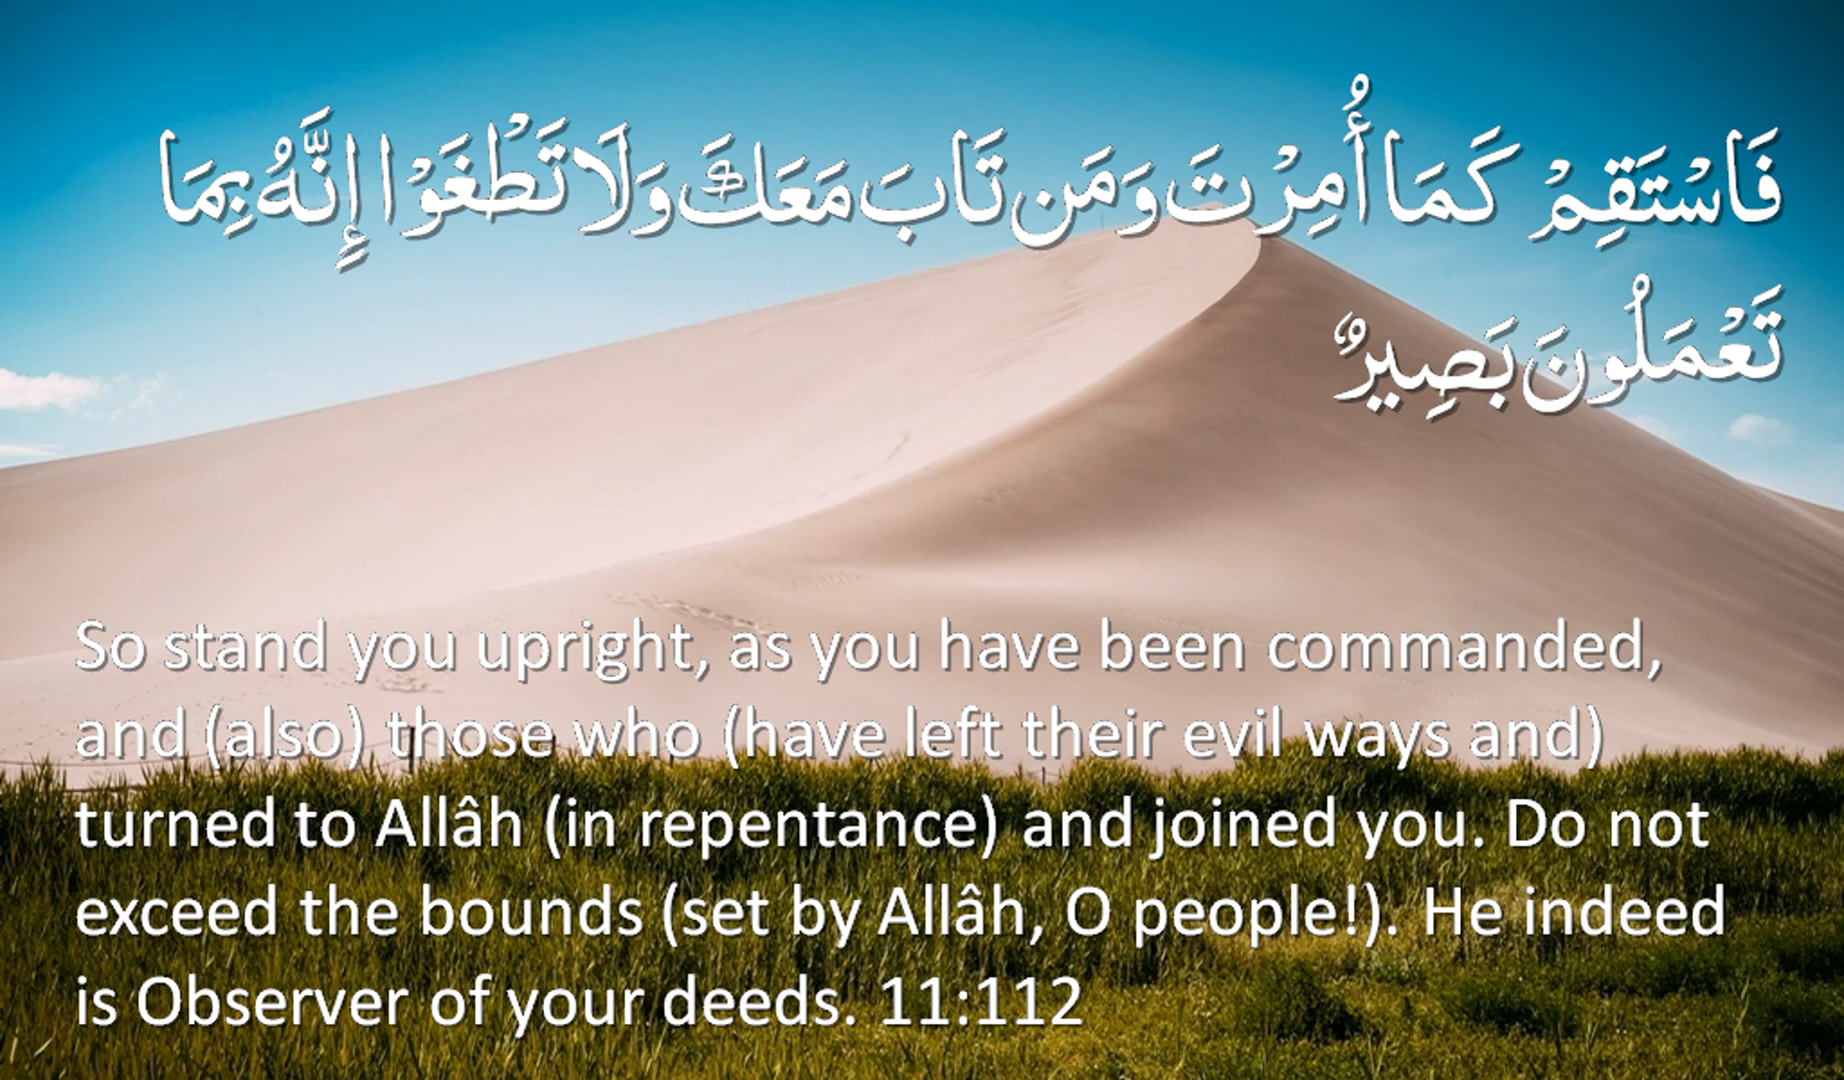 فَاسْتَقِمْ كَمَا أُمِرْتَ وَمَن تَابَ مَعَكَ وَلَا تَطْغَوْا إِنَّهُ بِمَا
تَعْمَلُونَ بَصِيرٌ
So stand you upright, as you have been commanded,
and (also) those who (have left their evil ways and)
turned to Allâh (in repentance) and joined you. Do not
exceed the bounds (set by Allâh, O people!). He indeed
is Observer of your deeds. 11:112